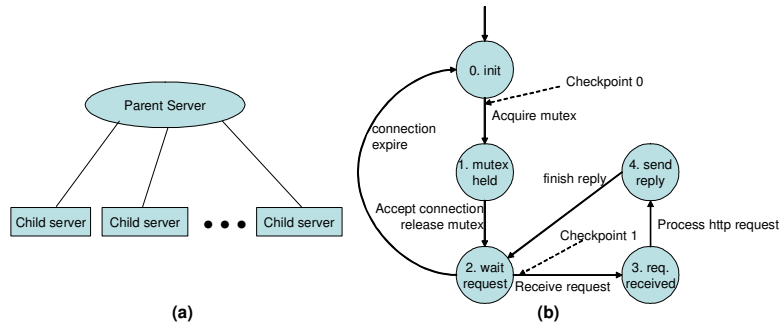 Parent Server
Child server
Child server
Child server
(a)
0. init
Checkpoint 0
Acquire mutex
connection
expire
1. mutex
held
4. send
reply
finish reply
Accept connection
release mutex
Process http request
Checkpoint 1
2. wait
request
Receive request
3. req.
received
(b)